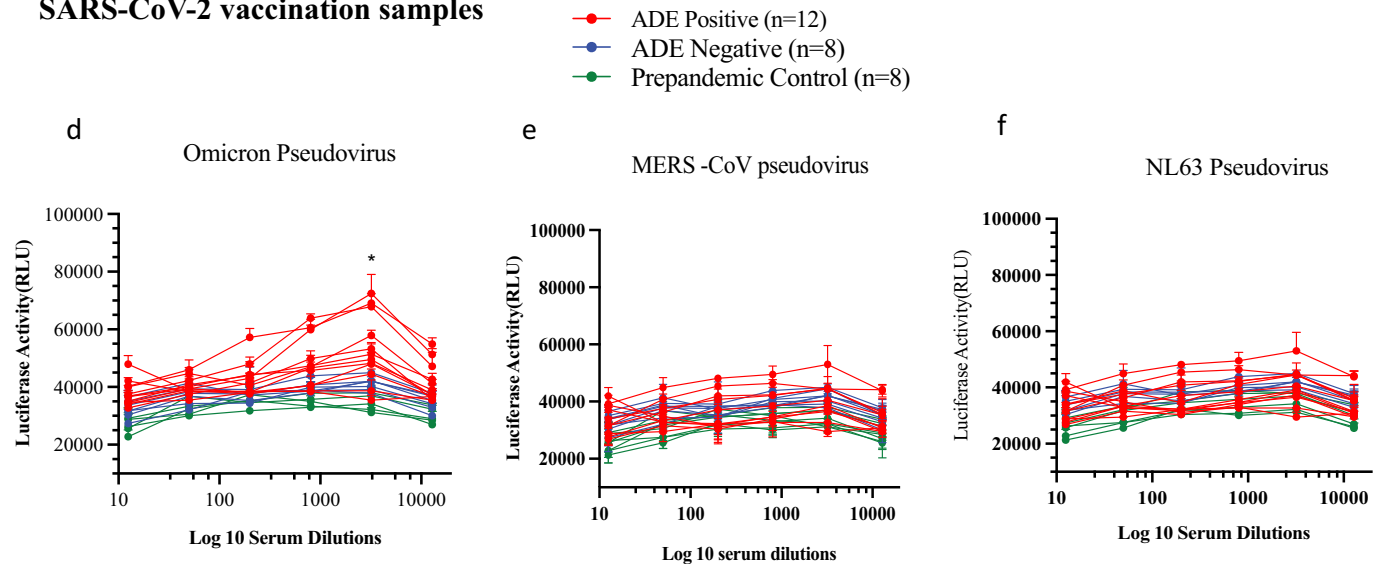 SARS-CoV-2 vaccination samples
ADE Positive (n=12)
ADE Negative (n=8)
Prepandemic Control (n=8)
d
Omicron Pseudovirus
Luciferase Activity(RLU)
100000
80000
60000
40000
20000
*
10
100
1000
10000
Log 10 Serum Dilutions
e
MERS -CoV pseudovirus
Luciferase Activity(RLU)
100000
80000
60000
40000
20000
10
100
1000
10000
Log 10 serum dilutions
f
NL63 Pseudovirus
Luciferase Activity(RLU)
100000
80000
60000
40000
20000
10
100
1000
10000
Log 10 Serum Dilutions